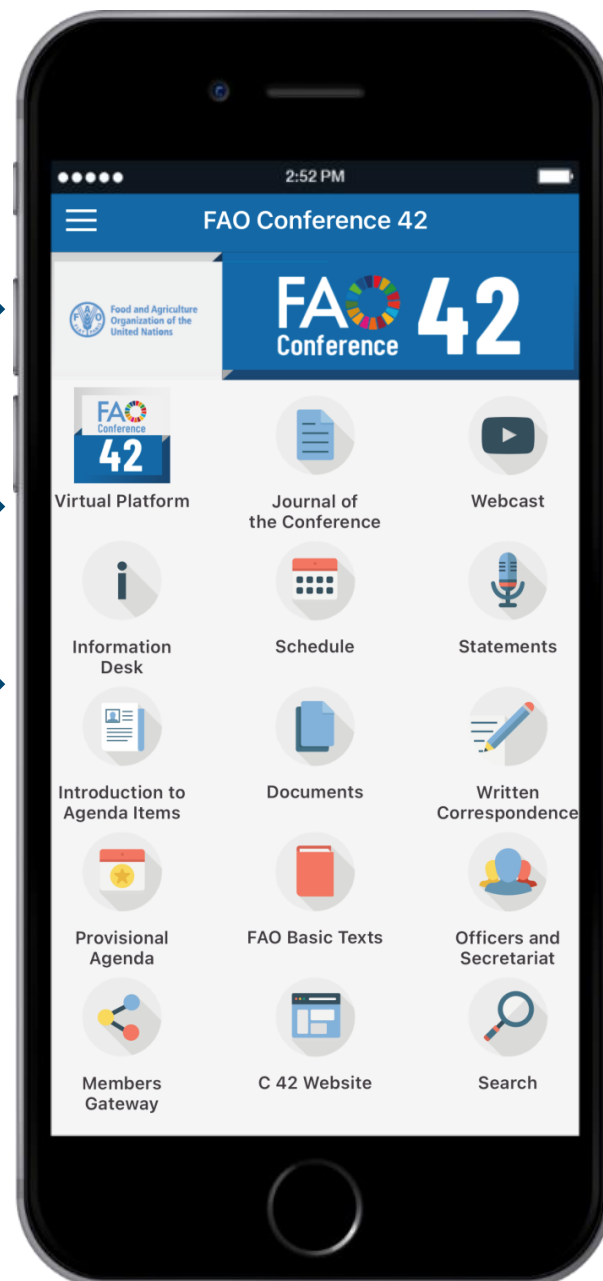 2:52 PM
FAO Conference 42
Food and Agriculture
Organization of the
United Nations
FAO
Conference
42
FAO
Conference
42
Virtual Platform
Journal of
the Conference
Webcast
Information
Desk
Schedule
Statements
Introduction to
Agenda Items
Documents
Written
Correspondence
Provisional
Agenda
FAO Basic Texts
Officers and
Secretariat
Members
Gateway
C 42 Website
Search